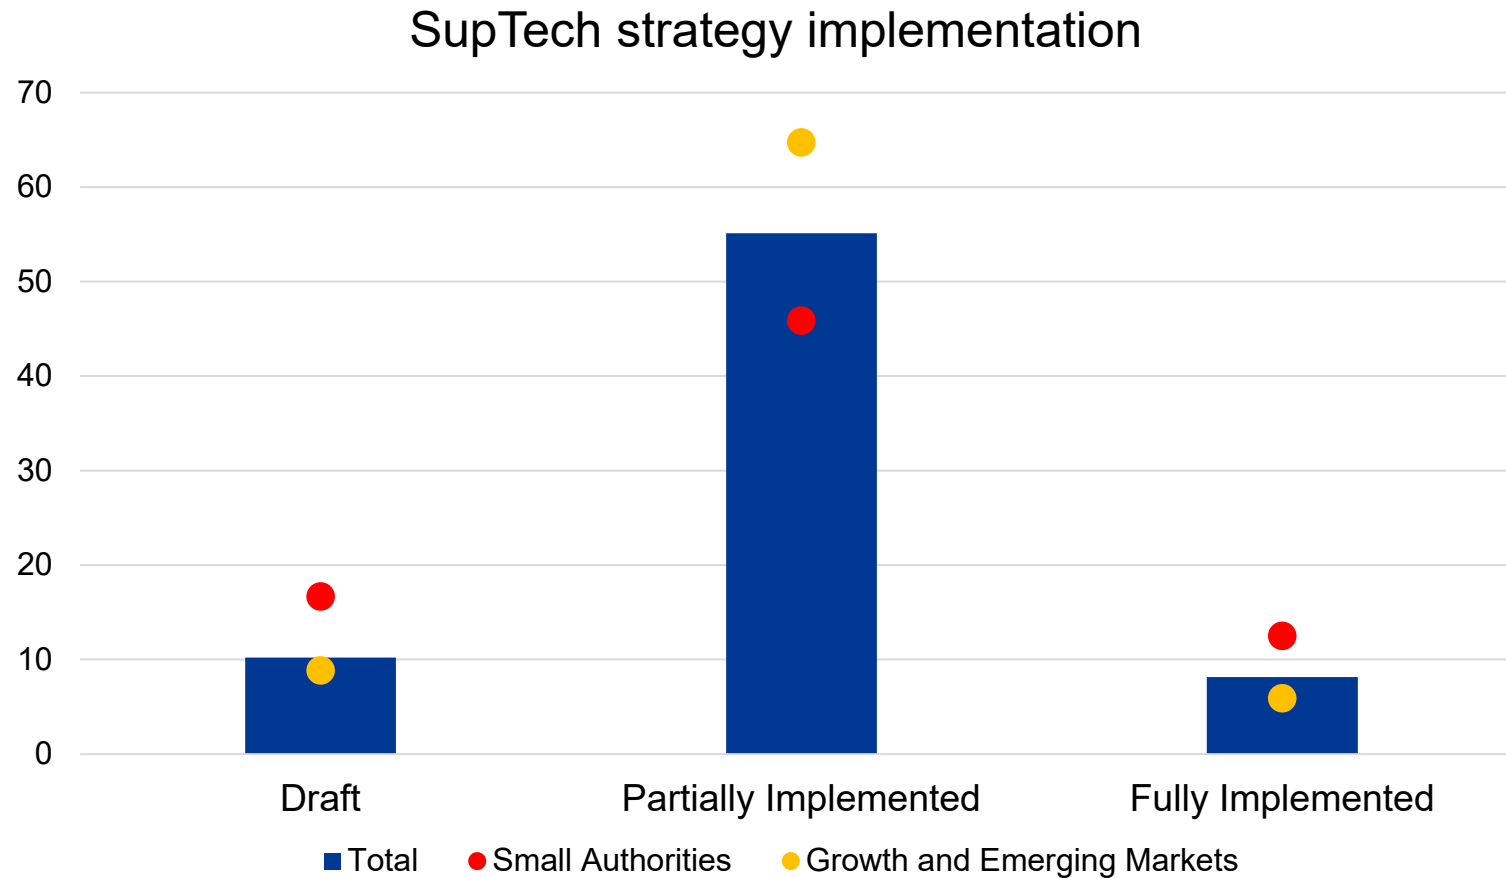 SupTech strategy implementation
70
60
50
40
30
20
10
0
Draft Partially Implemented Fully Implemented
Total Small Authorities Growth and Emerging Markets